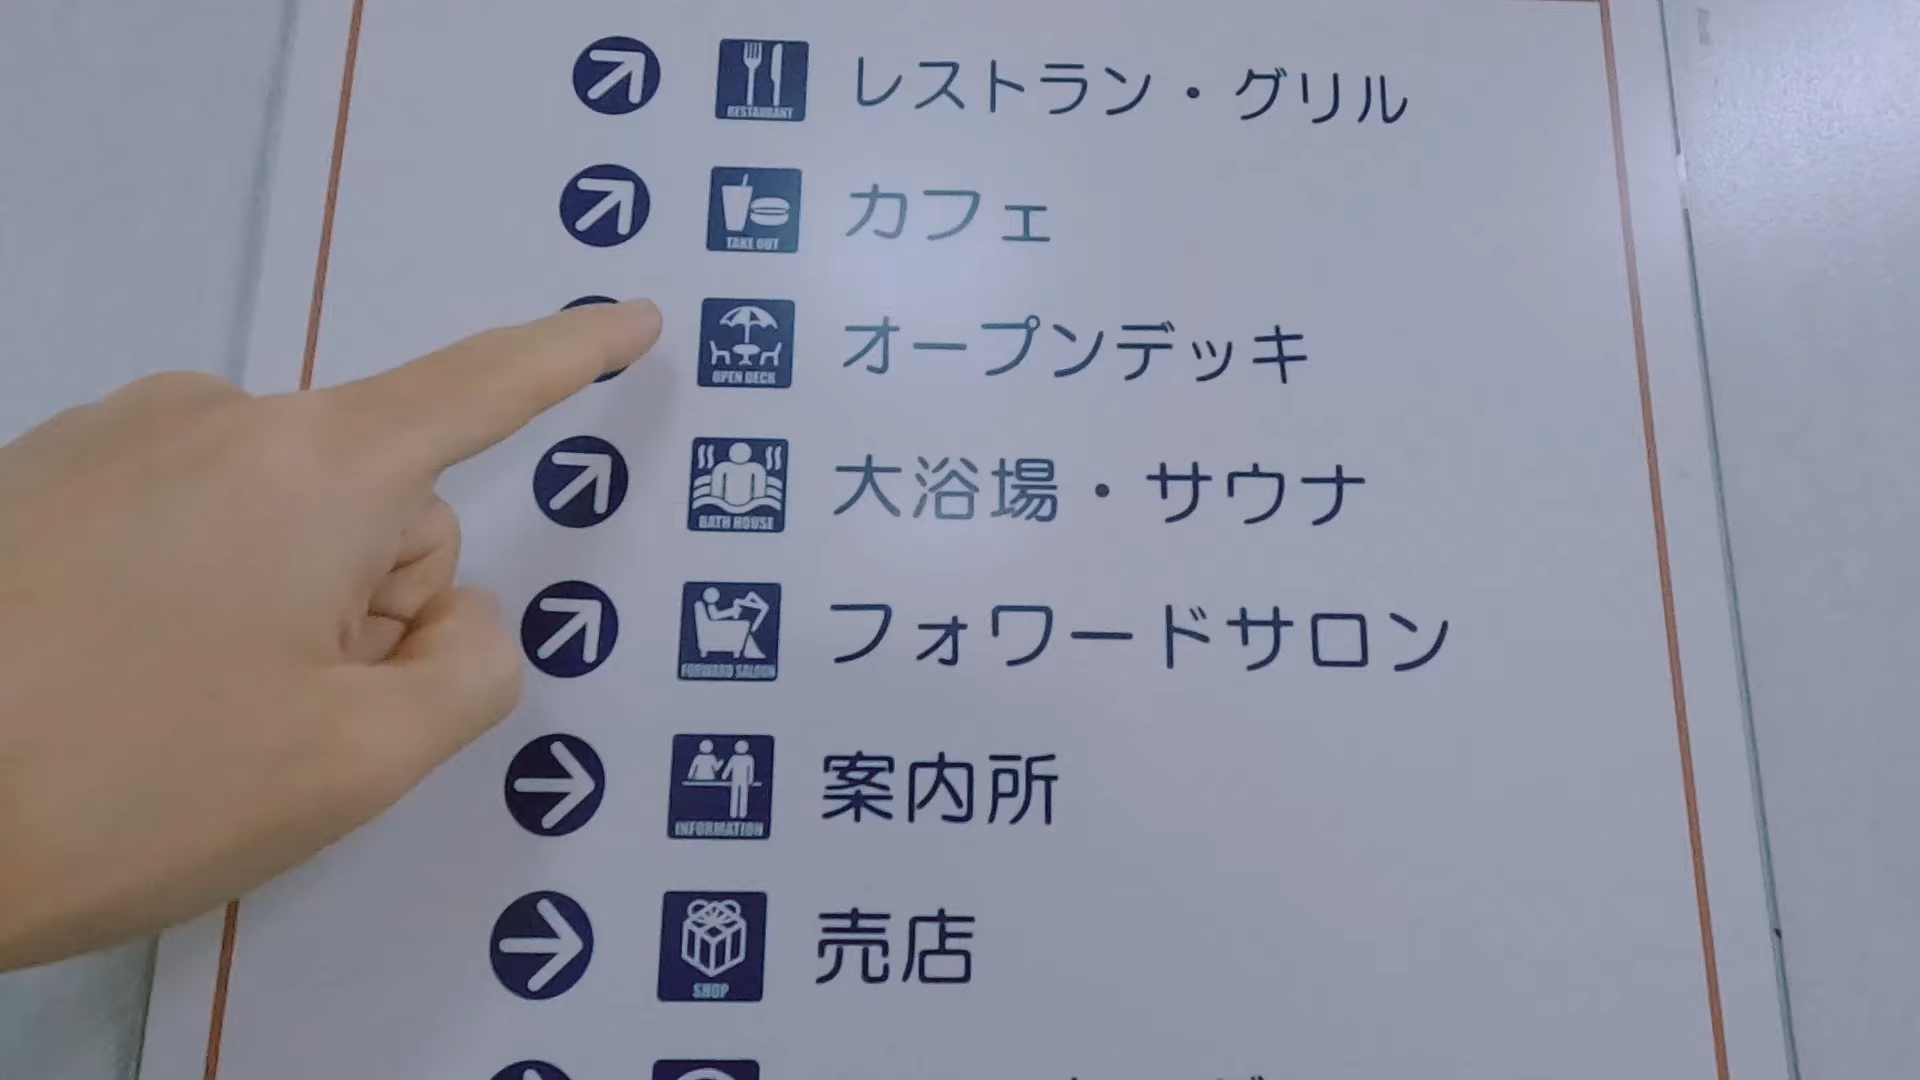 レストラン・グリル
RESTAURANT
カフェ
TAKE OUT
オープンデッキ
OPEN DECK
大浴場・サウナ
BATH HOUSE
フォワードサロン
FORWARD SALOON
案内所
INFORMATION
売店
SHOP